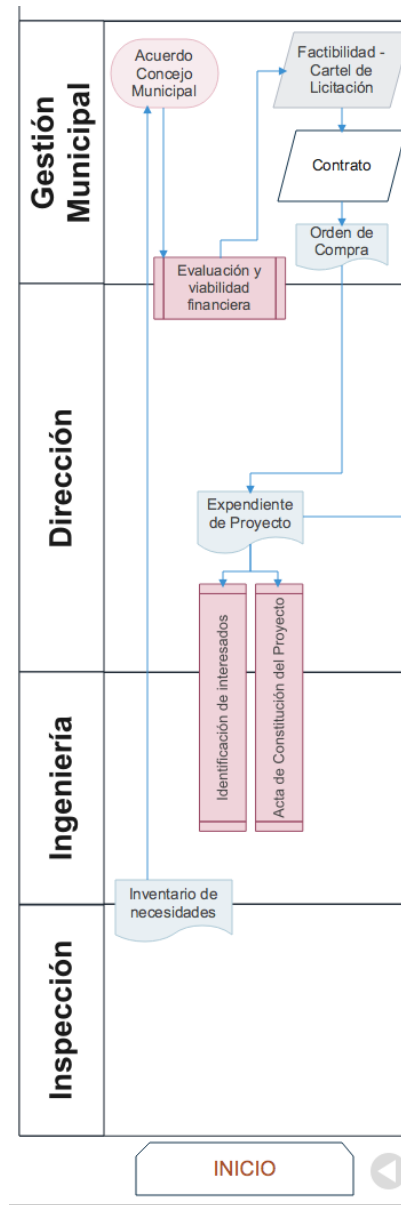 Gestión
Municipal
Acuerdo
Concejo
Municipal
Factibilidad -
Cartel de
Licitación
Contrato
Orden de
Compra
Evaluación y
viabilidad
financiera
Dirección
Expendiente
de Proyecto
Identificación de interesados
Acta de Constitución del Proyecto
Ingeniería
Inventario de
necesidades
Inspección
INICIO